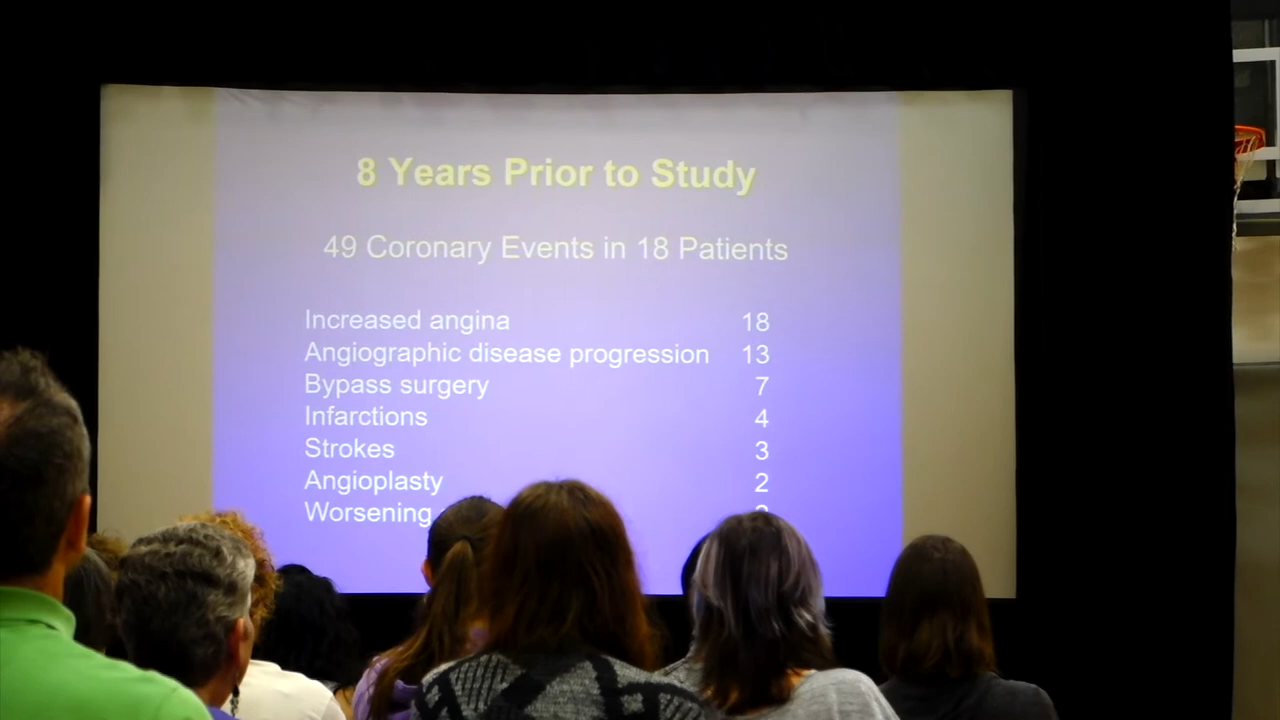 8 Years Prior to Study
49 Coronary Events in 18 Patients
Increased angina 18
Angiographic disease progression 13
Bypass surgery 7
Infarctions 4
Strokes 3
Angioplasty 2
Worsening